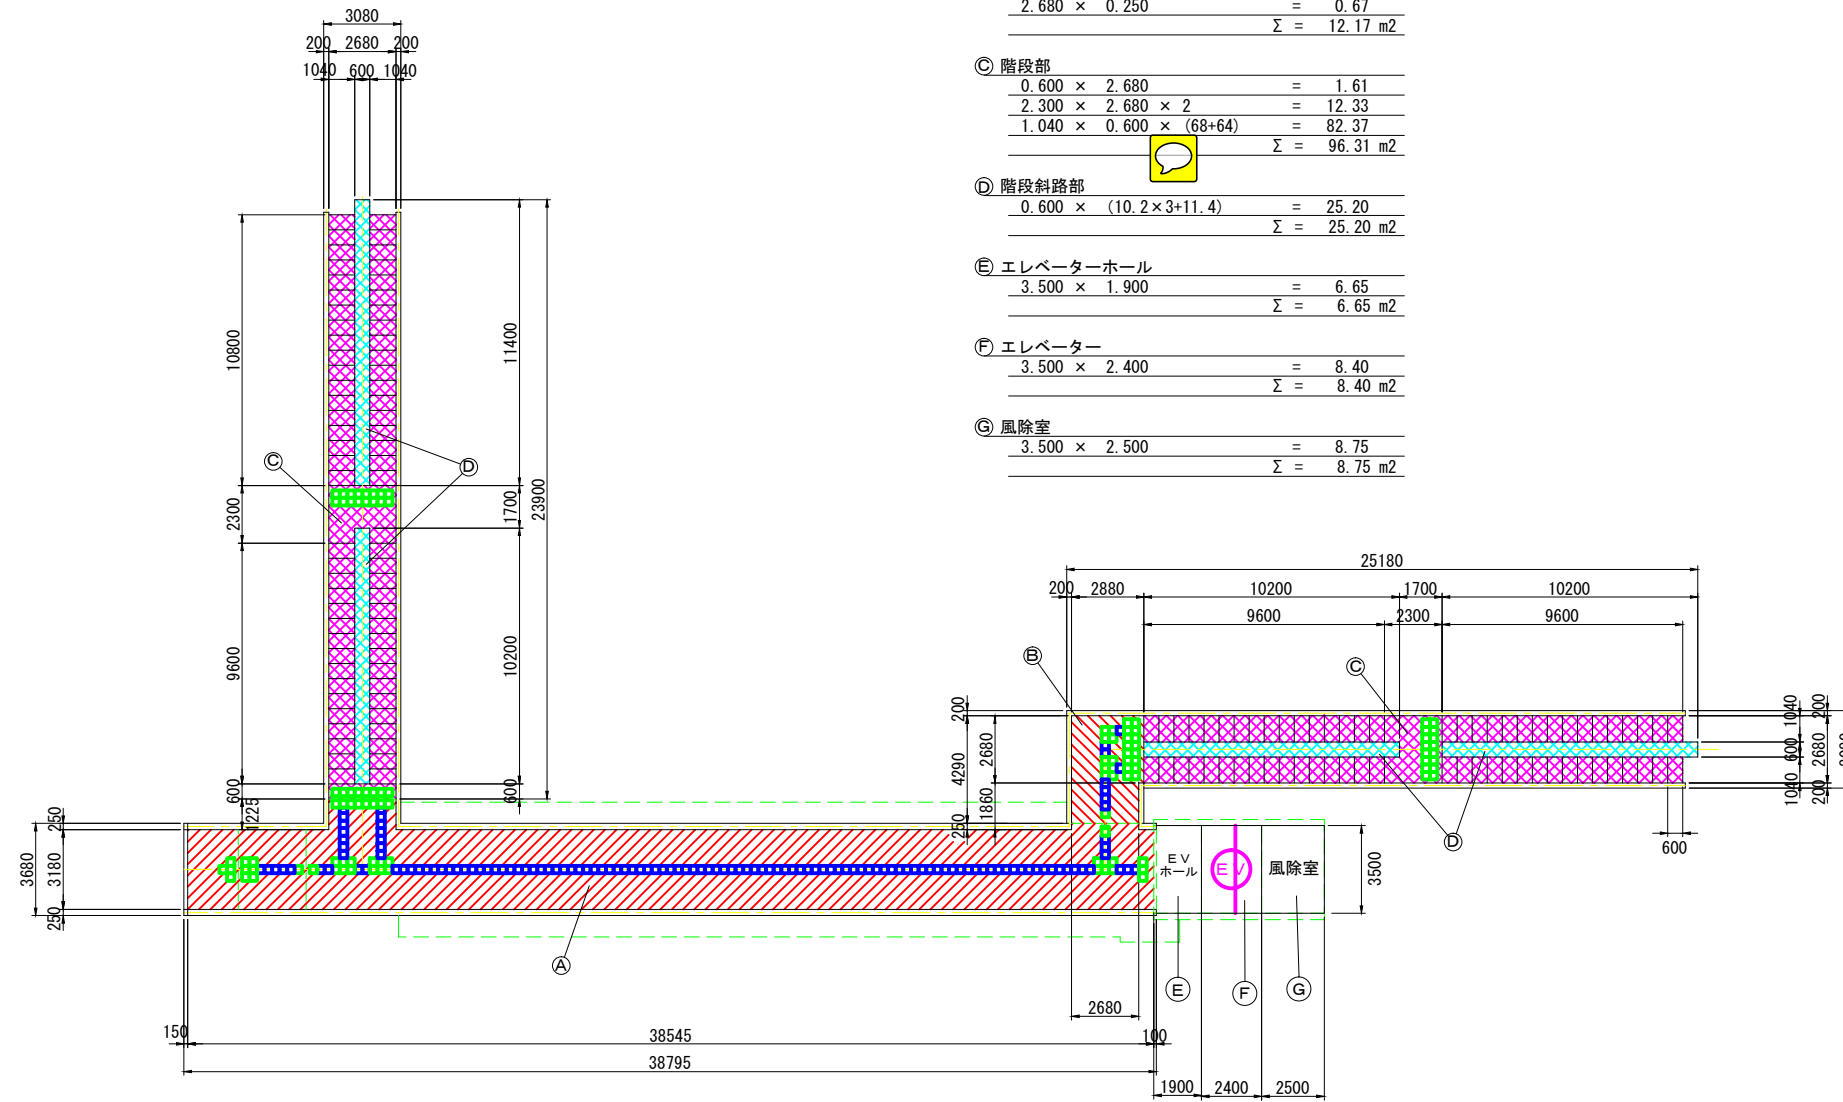 2.680 × 0.250 = 0.67
Σ = 12.17 m2
Ⓒ 階段部
0.600 × 2.680 = 1.61
2.300 × 2.680 × 2 = 12.33
1.040 × 0.600 × (68+64) = 82.37
Σ = 96.31 m2
Ⓓ 階段斜路部
0.600 × (10.2×3+11.4) = 25.20
Σ = 25.20 m2
Ⓔ エレベーターホール
3.500 × 1.900 = 6.65
Σ = 6.65 m2
Ⓕ エレベーター
3.500 × 2.400 = 8.40
Σ = 8.40 m2
Ⓖ 風除室
3.500 × 2.500 = 8.75
Σ = 8.75 m2
3080
200 2680 200
1040 600 1040
10800
2300
9600
600
1225
11400
1700
10200
600
23900
Ⓒ
Ⓓ
250
3180
250
3680
25180
200 2880 10200 1700 10200
9600 2300 9600
Ⓑ
Ⓒ
200
4290
250
2680
1860
1040
600
1040
200
2680
200
Ⓓ
600
EV
ホール
EV
風除室
3500
Ⓐ
Ⓔ
Ⓕ
Ⓖ
2680
150 38545 100
38795
1900 2400 2500